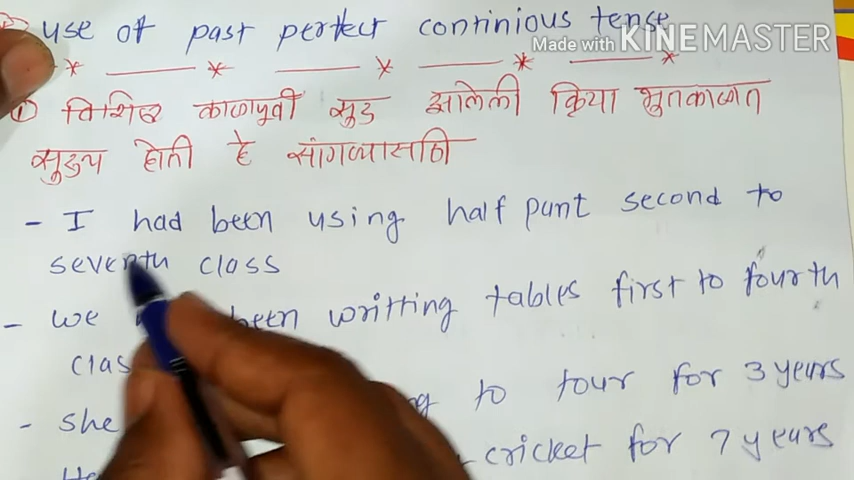 use of past perfect continious tense
Made with KINEMASTER
① विशिष्ट काळापूर्वी सुरु झालेली क्रिया भुतकाळात
सुरुच होती हे सांगण्यासाठी
- I had been using half pant second to
seventh class
- we been writting tables first to fourth
clas
- she to tour for 3 years
He cricket for 7 years